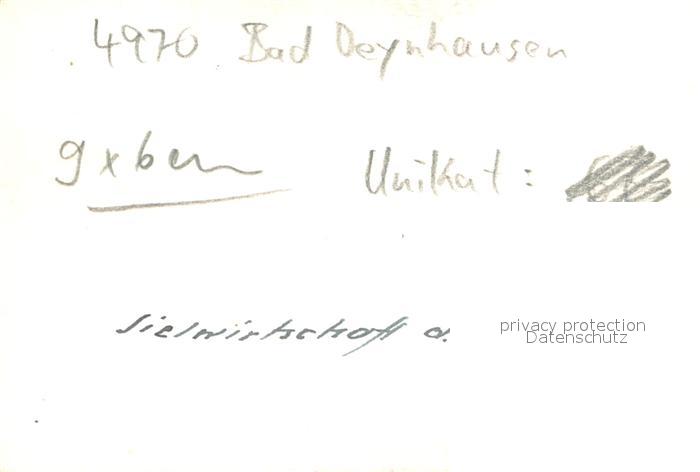 4970 Bad Oeynhausen
9 x 6 cm
Unikat:
Sielwirtschaft a.
privacy protection
Datenschutz